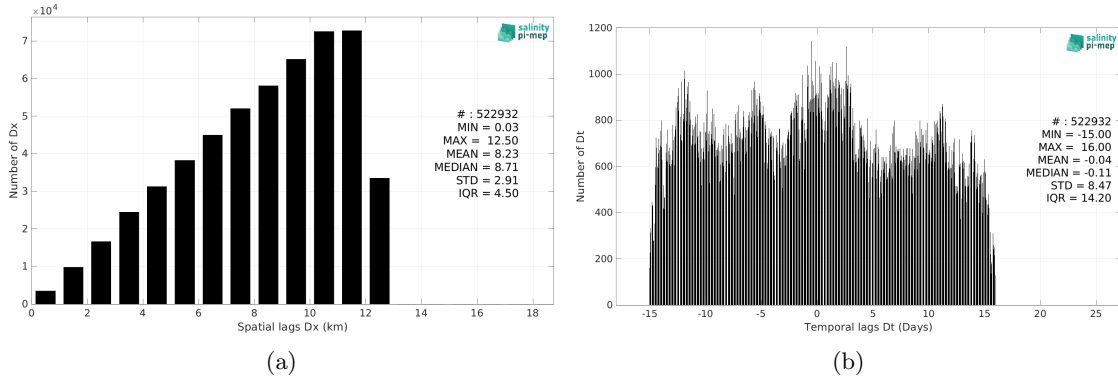 ×10⁴
7
6
5
4
3
2
1
0
Number of Dx
0 2 4 6 8 10 12 14 16 18
Spatial lags Dx (km)
salinity
pi-mep
# : 522932
MIN = 0.03
MAX = 12.50
MEAN = 8.23
MEDIAN = 8.71
STD = 2.91
IQR = 4.50
(a)
1200
1000
800
600
400
200
0
Number of Dt
-15 -10 -5 0 5 10 15 20 25
Temporal lags Dt (Days)
salinity
pi-mep
# : 522932
MIN = -15.00
MAX = 16.00
MEAN = -0.04
MEDIAN = -0.11
STD = 8.47
IQR = 14.20
(b)